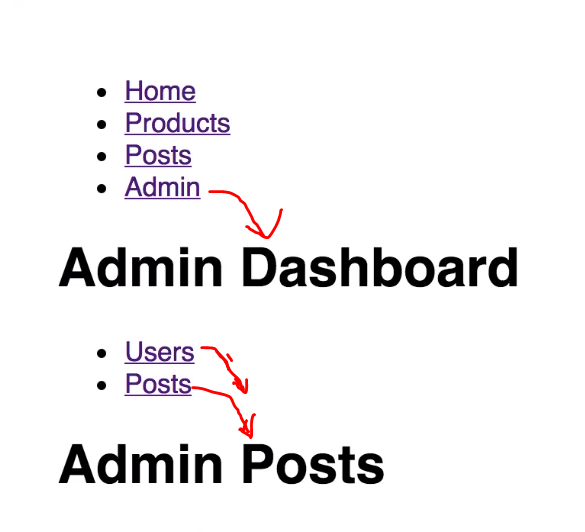 Home
Products
Posts
Admin
Admin Dashboard
Users
Posts
Admin Posts